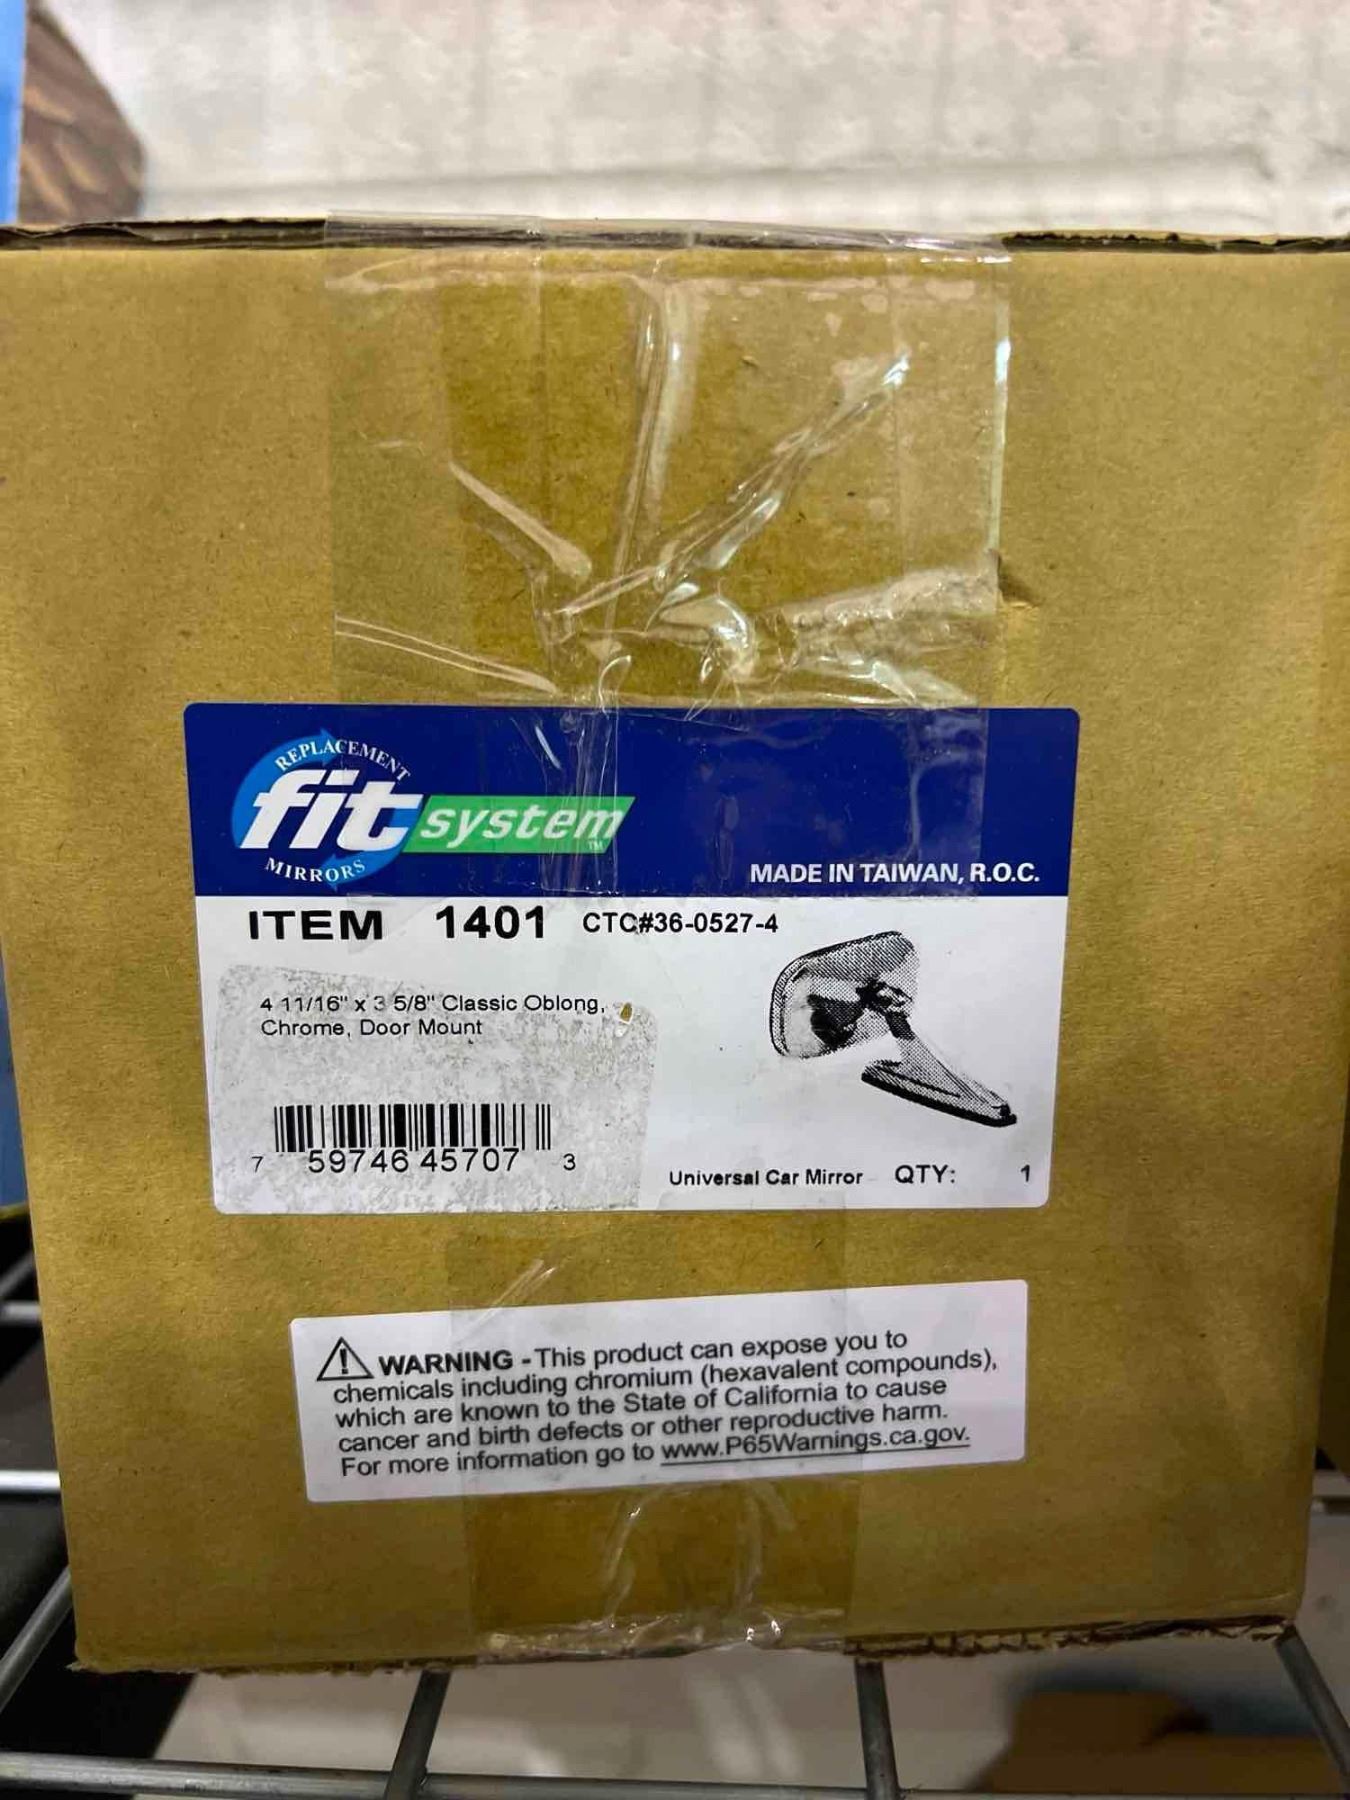 REPLACEMENT
fit system™
MIRRORS
MADE IN TAIWAN, R.O.C.
ITEM 1401 CTC#36-0527-4
4 11/16" x 3 5/8" Classic Oblong,
Chrome, Door Mount
7 59746 45707 3
Universal Car Mirror QTY: 1
WARNING - This product can expose you to
chemicals including chromium (hexavalent compounds),
which are known to the State of California to cause
cancer and birth defects or other reproductive harm.
For more information go to www.P65Warnings.ca.gov.